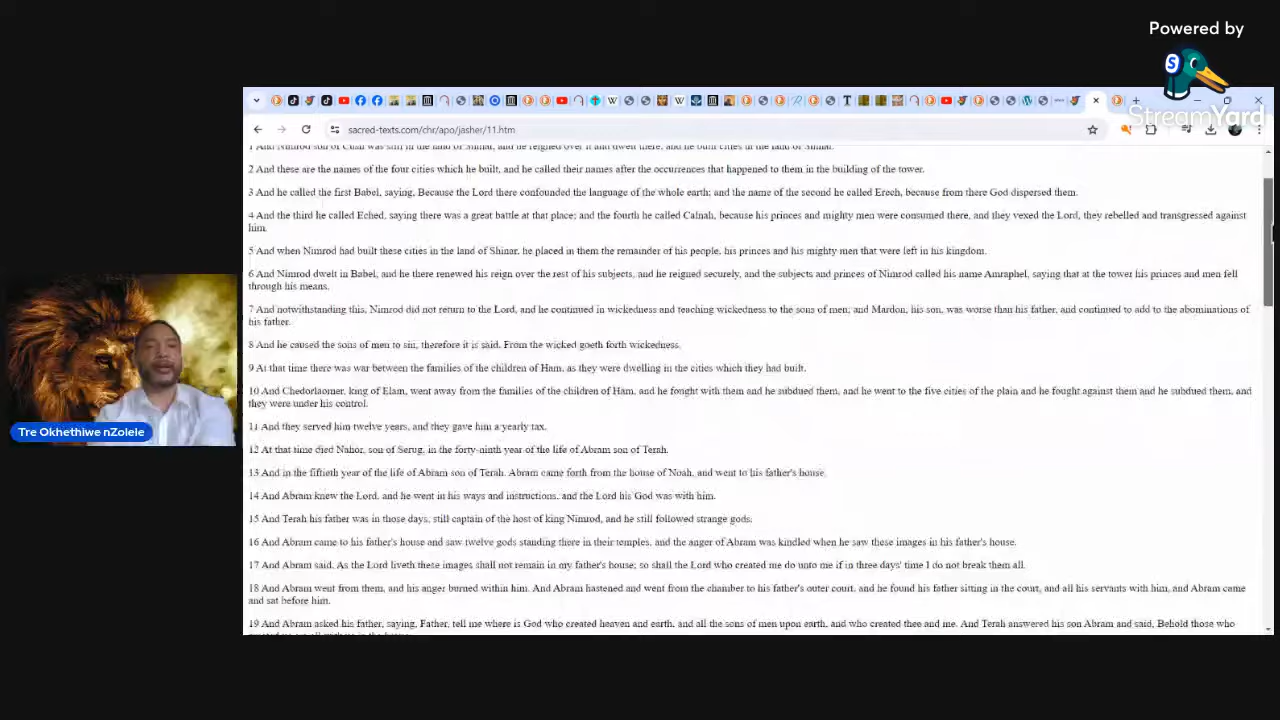 Powered by
S
StreamYard
sacred-texts.com/chr/apo/jasher/11.htm
1 And Nimrod son of Cush was still in the land of Shinar, and he reigned over it and dwelt there, and he built cities in the land of Shinar.
2 And these are the names of the four cities which he built, and he called their names after the occurrences that happened to them in the building of the tower.
3 And he called the first Babel, saying, Because the Lord there confounded the language of the whole earth; and the name of the second he called Erech, because from there God dispersed them.
4 And the third he called Eched, saying there was a great battle at that place; and the fourth he called Calnah, because his princes and mighty men were consumed there, and they vexed the Lord, they rebelled and transgressed against
him.
5 And when Nimrod had built these cities in the land of Shinar, he placed in them the remainder of his people, his princes and his mighty men that were left in his kingdom.
6 And Nimrod dwelt in Babel, and he there renewed his reign over the rest of his subjects, and he reigned securely, and the subjects and princes of Nimrod called his name Amraphel, saying that at the tower his princes and men fell
through his means.
7 And notwithstanding this, Nimrod did not return to the Lord, and he continued in wickedness and teaching wickedness to the sons of men; and Mardon, his son, was worse than his father, and continued to add to the abominations of
his father.
8 And he caused the sons of men to sin, therefore it is said, From the wicked goeth forth wickedness.
9 At that time there was war between the families of the children of Ham, as they were dwelling in the cities which they had built.
10 And Chedorlaomer, king of Elam, went away from the families of the children of Ham, and he fought with them and he subdued them, and he went to the five cities of the plain and he fought against them and he subdued them, and
they were under his control.
11 And they served him twelve years, and they gave him a yearly tax.
12 At that time died Nahor, son of Serug, in the forty-ninth year of the life of Abram son of Terah.
13 And in the fiftieth year of the life of Abram son of Terah, Abram came forth from the house of Noah, and went to his father's house.
14 And Abram knew the Lord, and he went in his ways and instructions, and the Lord his God was with him.
15 And Terah his father was in those days, still captain of the host of king Nimrod, and he still followed strange gods.
16 And Abram came to his father's house and saw twelve gods standing there in their temples, and the anger of Abram was kindled when he saw these images in his father's house.
17 And Abram said, As the Lord liveth these images shall not remain in my father's house; so shall the Lord who created me do unto me if in three days' time I do not break them all.
18 And Abram went from them, and his anger burned within him. And Abram hastened and went from the chamber to his father's outer court, and he found his father sitting in the court, and all his servants with him, and Abram came
and sat before him.
19 And Abram asked his father, saying, Father, tell me where is God who created heaven and earth, and all the sons of men upon earth, and who created thee and me. And Terah answered his son Abram and said, Behold those who
Tre Okhethiwe nZolele